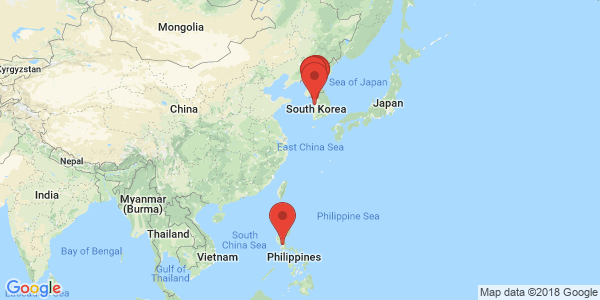 Mongolia
Kyrgyzstan
Sea of Japan
China
South Korea
Japan
East China Sea
Nepal
India
Myanmar
(Burma)
Philippine Sea
Thailand
South
China Sea
Bay of Bengal
Vietnam
Philippines
Gulf of
Thailand
Google
Map data ©2018 Google